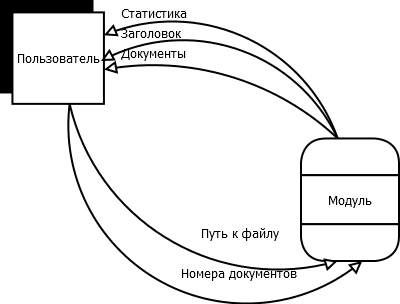 Статистика
Заголовок
Документы
Пользователь
Модуль
Путь к файлу
Номера документов